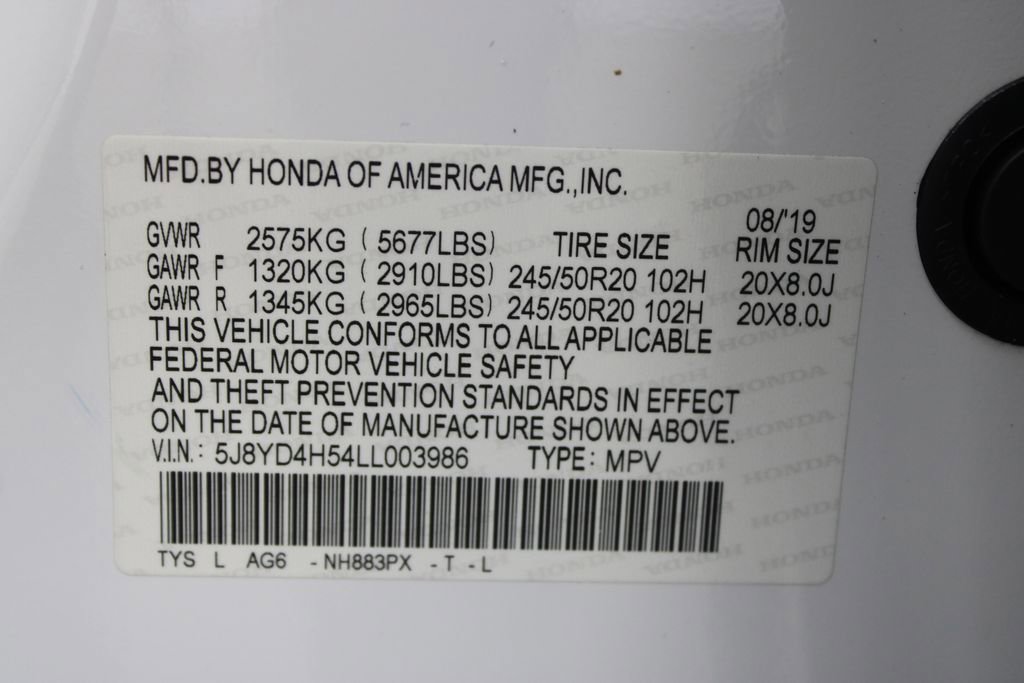 MFD.BY HONDA OF AMERICA MFG.,INC.
08/'19
GVWR 2575KG ( 5677LBS) TIRE SIZE RIM SIZE
GAWR F 1320KG ( 2910LBS) 245/50R20 102H 20X8.0J
GAWR R 1345KG ( 2965LBS) 245/50R20 102H 20X8.0J
THIS VEHICLE CONFORMS TO ALL APPLICABLE
FEDERAL MOTOR VEHICLE SAFETY
AND THEFT PREVENTION STANDARDS IN EFFECT
ON THE DATE OF MANUFACTURE SHOWN ABOVE.
V.I.N.: 5J8YD4H54LL003986 TYPE: MPV
TYS L AG6 - NH883PX - T - L